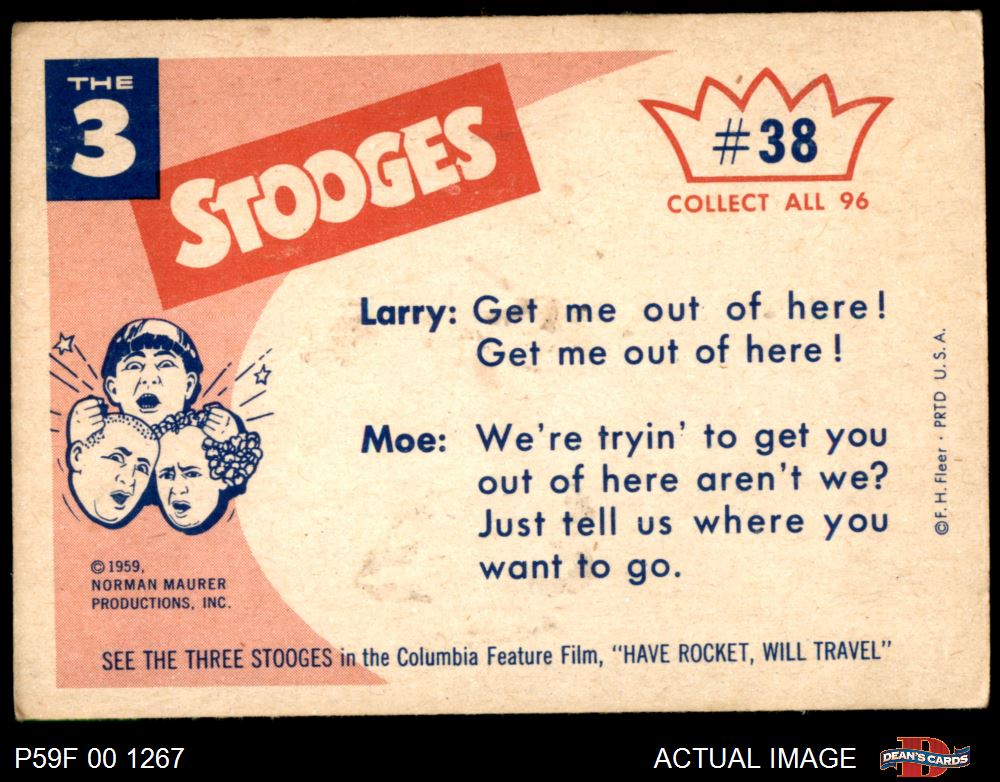 THE
3
STOOGES
#38
COLLECT ALL 96
Larry: Get me out of here!
Get me out of here!
Moe: We're tryin' to get you
out of here aren't we?
Just tell us where you
want to go.
© F. H. Fleer · PRTD U. S. A.
© 1959,
NORMAN MAURER
PRODUCTIONS, INC.
SEE THE THREE STOOGES in the Columbia Feature Film, "HAVE ROCKET, WILL TRAVEL"
P59F 00 1267
ACTUAL IMAGE
D
DEAN'S CARDS